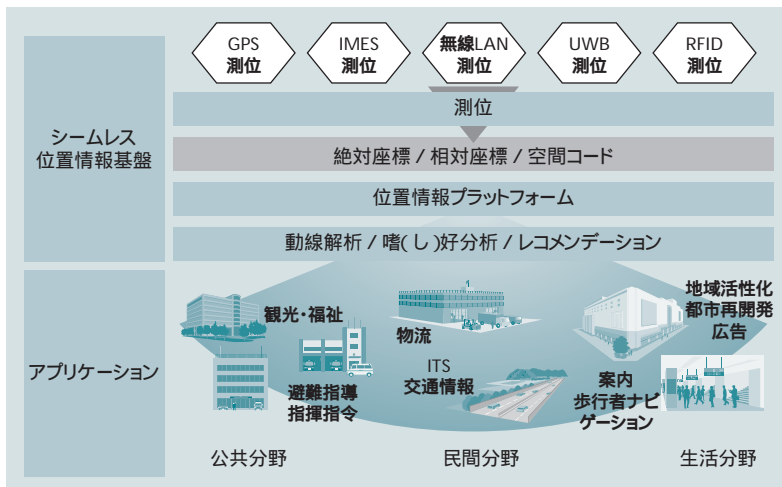 GPS
測位
IMES
測位
無線LAN
測位
UWB
測位
RFID
測位
シームレス
位置情報基盤
測位
絶対座標 / 相対座標 / 空間コード
位置情報プラットフォーム
動線解析 / 嗜(し)好分析 / レコメンデーション
アプリケーション
観光・福祉
避難指導
指揮指令
公共分野
1
物流
ITS
交通情報
民間分野
地域活性化
都市再開発
広告
案内
歩行者ナビ
ゲーション
生活分野